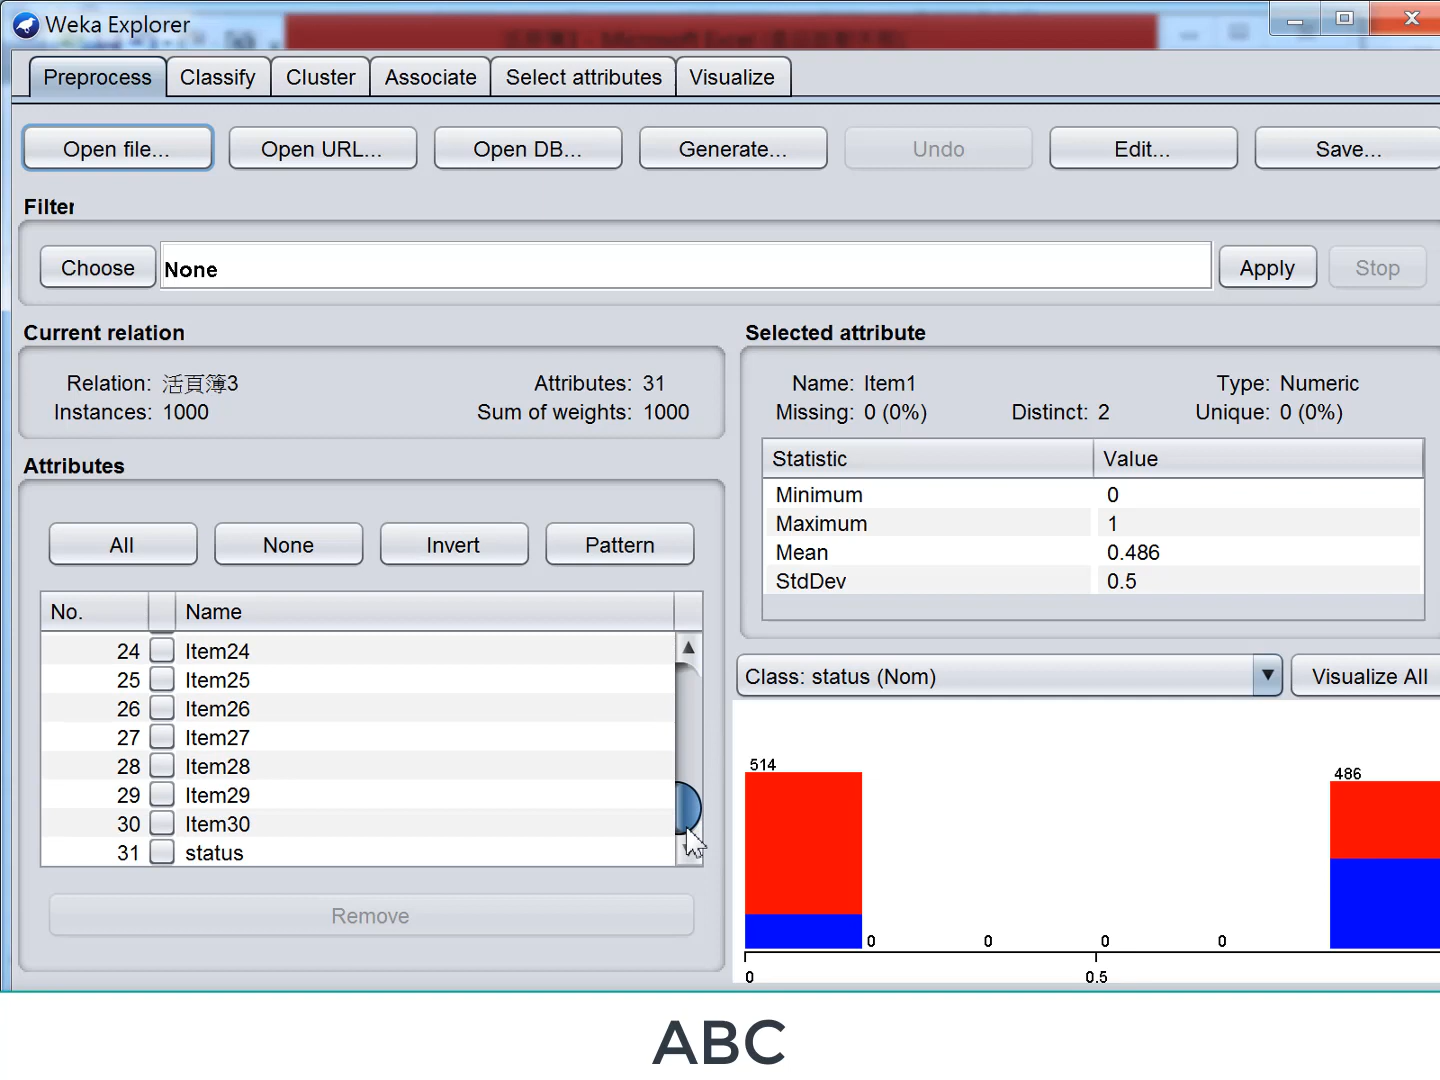 Weka Explorer
Preprocess Classify Cluster Associate Select attributes Visualize
Open file... Open URL... Open DB... Generate... Undo Edit... Save...
Filter
Choose None Apply Stop
Current relation
Relation: 活頁簿3 Attributes: 31
Instances: 1000 Sum of weights: 1000
Selected attribute
Name: Item1 Type: Numeric
Missing: 0 (0%) Distinct: 2 Unique: 0 (0%)
Statistic Value
Minimum 0
Maximum 1
Mean 0.486
StdDev 0.5
Attributes
All None Invert Pattern
No. Name
24 Item24
25 Item25
26 Item26
27 Item27
28 Item28
29 Item29
30 Item30
31 status
Remove
Class: status (Nom) Visualize All
514 486
0 0 0 0
0 0.5
ABC